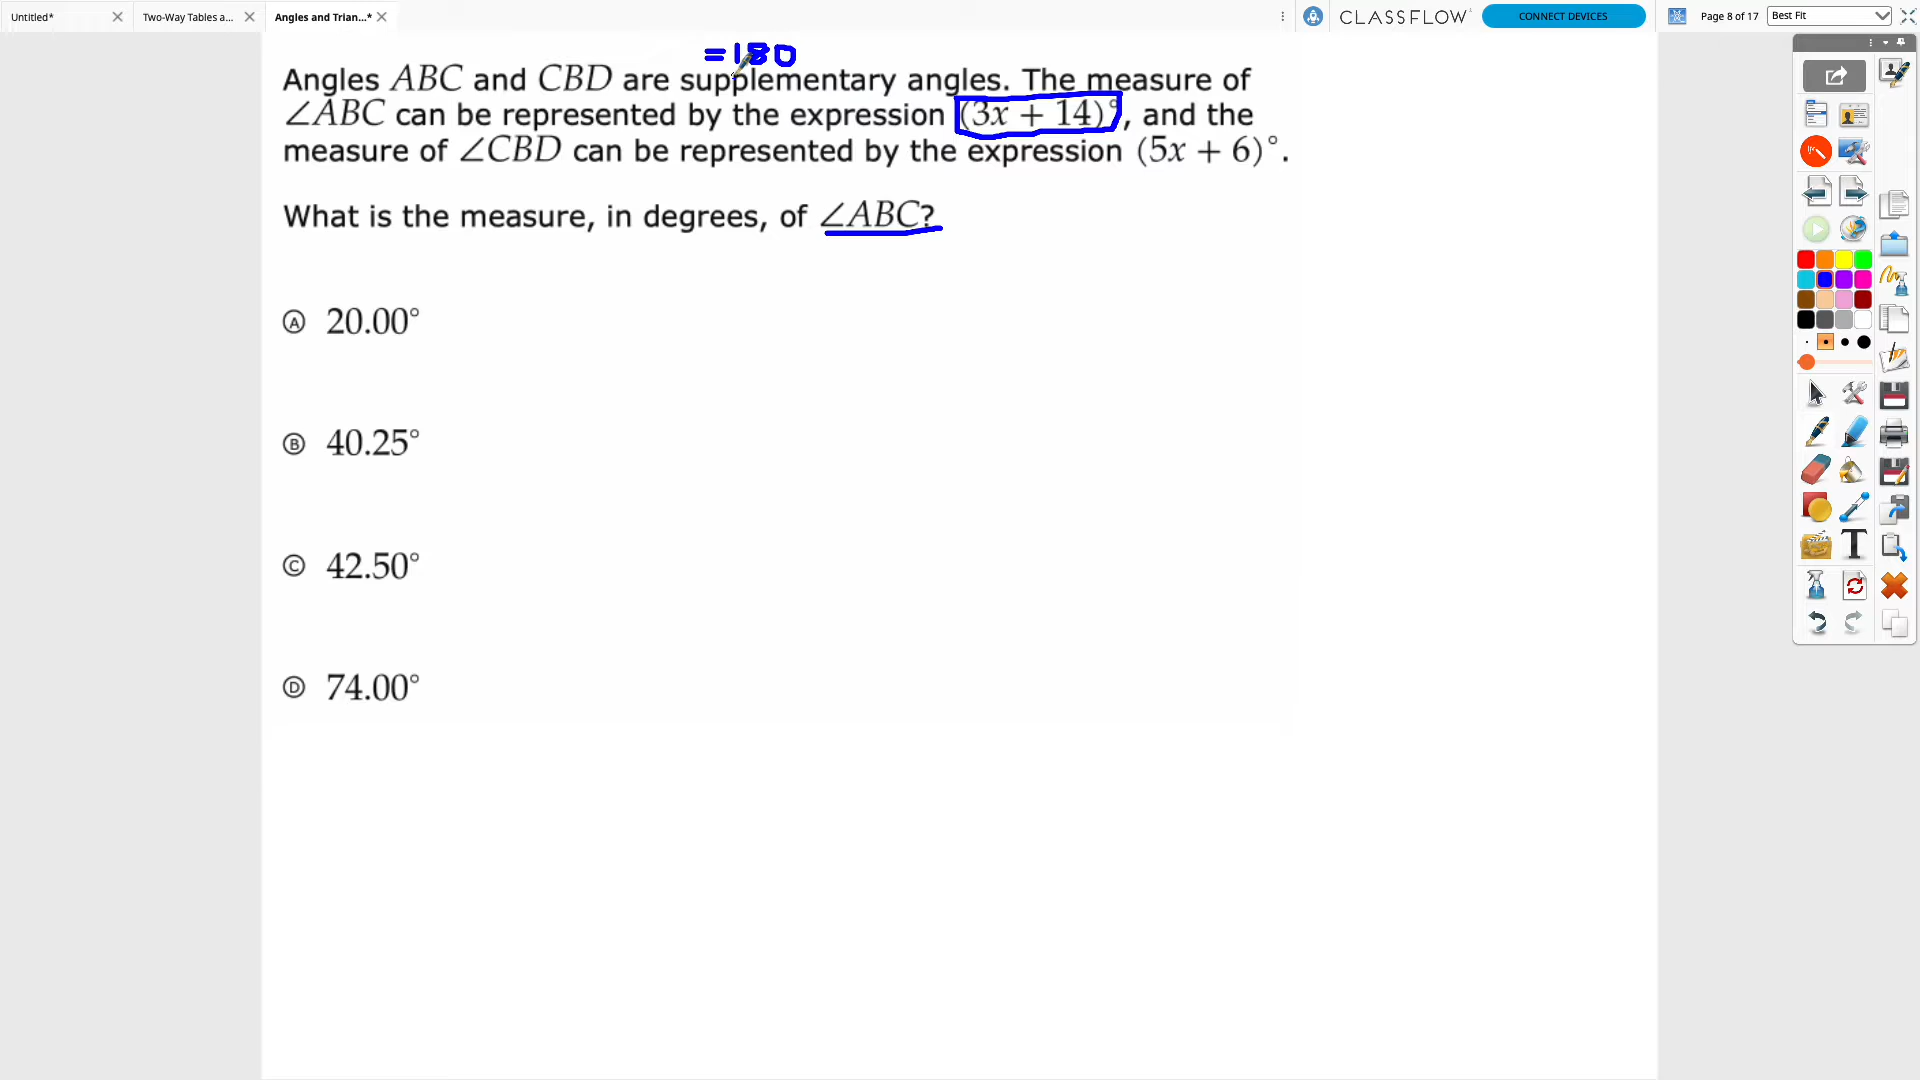 Untitled*
Two-Way Tables a...
Angles and Trian...*
CLASSFLOW
CONNECT DEVICES
Page 8 of 17
Best Fit
=180
Angles ABC and CBD are supplementary angles. The measure of
∠ABC can be represented by the expression (3x + 14)°, and the
measure of ∠CBD can be represented by the expression (5x + 6)°.
What is the measure, in degrees, of ∠ABC?
A 20.00°
B 40.25°
C 42.50°
D 74.00°
T